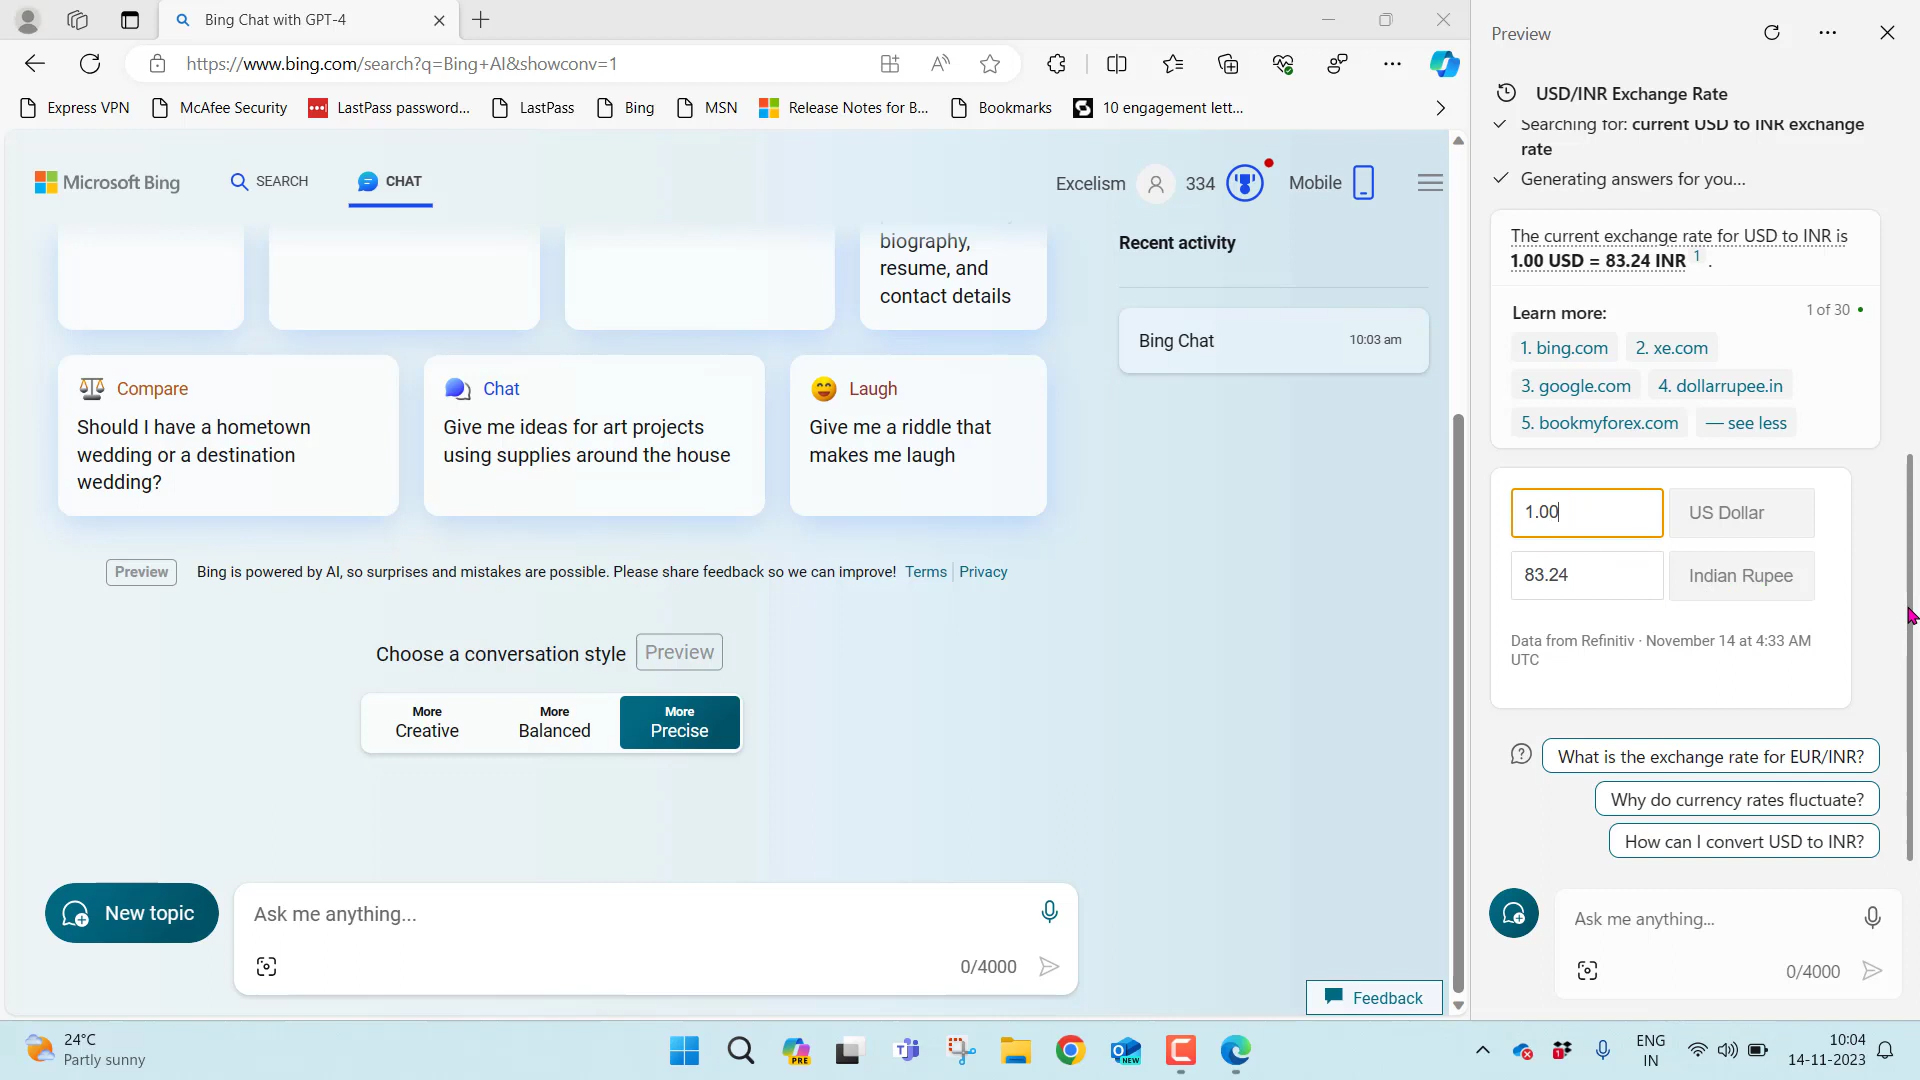 Bing Chat with GPT-4
https://www.bing.com/search?q=Bing+AI&showconv=1
Express VPN
McAfee Security
LastPass password...
LastPass
Bing
MSN
Release Notes for B...
Bookmarks
10 engagement lett...
Microsoft Bing
SEARCH
CHAT
Excelism
334
Mobile
biography,
resume, and
contact details
Compare
Should I have a hometown
wedding or a destination
wedding?
Chat
Give me ideas for art projects
using supplies around the house
Laugh
Give me a riddle that
makes me laugh
Preview
Bing is powered by AI, so surprises and mistakes are possible. Please share feedback so we can improve! Terms Privacy
Choose a conversation style
Preview
More
Creative
More
Balanced
More
Precise
New topic
Ask me anything...
0/4000
Recent activity
Bing Chat
10:03 am
Feedback
Preview
USD/INR Exchange Rate
Searching for: current USD to INR exchange
rate
Generating answers for you...
The current exchange rate for USD to INR is
1.00 USD = 83.24 INR 1 .
Learn more:
1 of 30
1. bing.com
2. xe.com
3. google.com
4. dollarrupee.in
5. bookmyforex.com
— see less
1.00
US Dollar
83.24
Indian Rupee
Data from Refinitiv · November 14 at 4:33 AM
UTC
What is the exchange rate for EUR/INR?
Why do currency rates fluctuate?
How can I convert USD to INR?
Ask me anything...
0/4000
24°C
Partly sunny
PRE
NEW
1
ENG
IN
10:04
14-11-2023